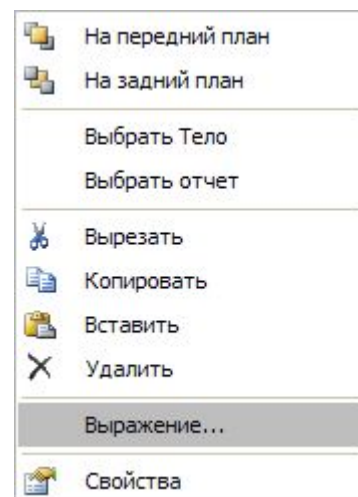 На передний план
На задний план
Выбрать Тело
Выбрать отчет
Вырезать
Копировать
Вставить
Удалить
Выражение...
Свойства